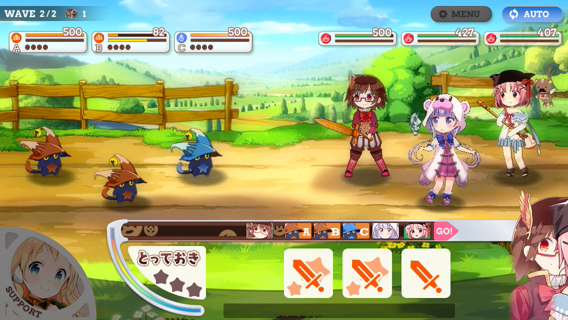 WAVE 2/2 1
MENU AUTO
500 82 500 500 427 407
A B C
A B C GO!
とっておき
SUPPORT